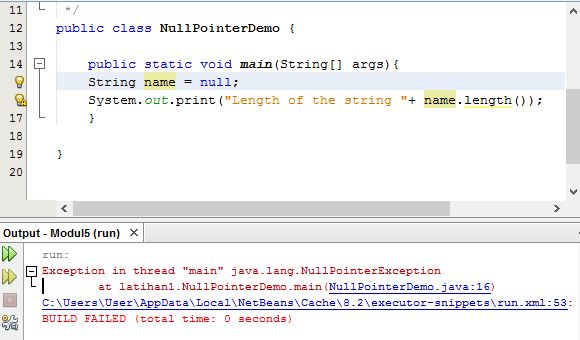 11 */
12 public class NullPointerDemo {
13
14 public static void main(String[] args){
String name = null;
System.out.print("Length of the string "+ name.length());
17 }
18
19 }
20
Output - Modul5 (run) ×
run:
Exception in thread "main" java.lang.NullPointerException
at latihan1.NullPointerDemo.main(NullPointerDemo.java:16)
C:\Users\User\AppData\Local\NetBeans\Cache\8.2\executor-snippets\run.xml:53:
BUILD FAILED (total time: 0 seconds)